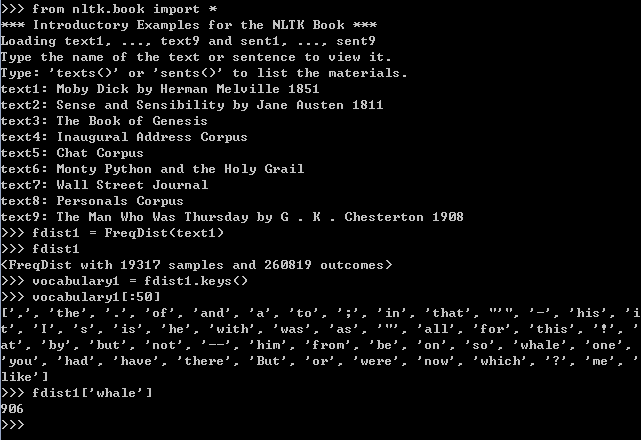 >>> from nltk.book import *
*** Introductory Examples for the NLTK Book ***
Loading text1, ..., text9 and sent1, ..., sent9
Type the name of the text or sentence to view it.
Type: 'texts()' or 'sents()' to list the materials.
text1: Moby Dick by Herman Melville 1851
text2: Sense and Sensibility by Jane Austen 1811
text3: The Book of Genesis
text4: Inaugural Address Corpus
text5: Chat Corpus
text6: Monty Python and the Holy Grail
text7: Wall Street Journal
text8: Personals Corpus
text9: The Man Who Was Thursday by G . K . Chesterton 1908
>>> fdist1 = FreqDist(text1)
>>> fdist1
<FreqDist with 19317 samples and 260819 outcomes>
>>> vocabulary1 = fdist1.keys()
>>> vocabulary1[:50]
[',', 'the', '.', 'of', 'and', 'a', 'to', ';', 'in', 'that', "'", '-', 'his', 'i
t', 'I', 's', 'is', 'he', 'with', 'was', 'as', '"', 'all', 'for', 'this', '!', '
at', 'by', 'but', 'not', '--', 'him', 'from', 'be', 'on', 'so', 'whale', 'one',
'you', 'had', 'have', 'there', 'But', 'or', 'were', 'now', 'which', '?', 'me', '
like']
>>> fdist1['whale']
906
>>>